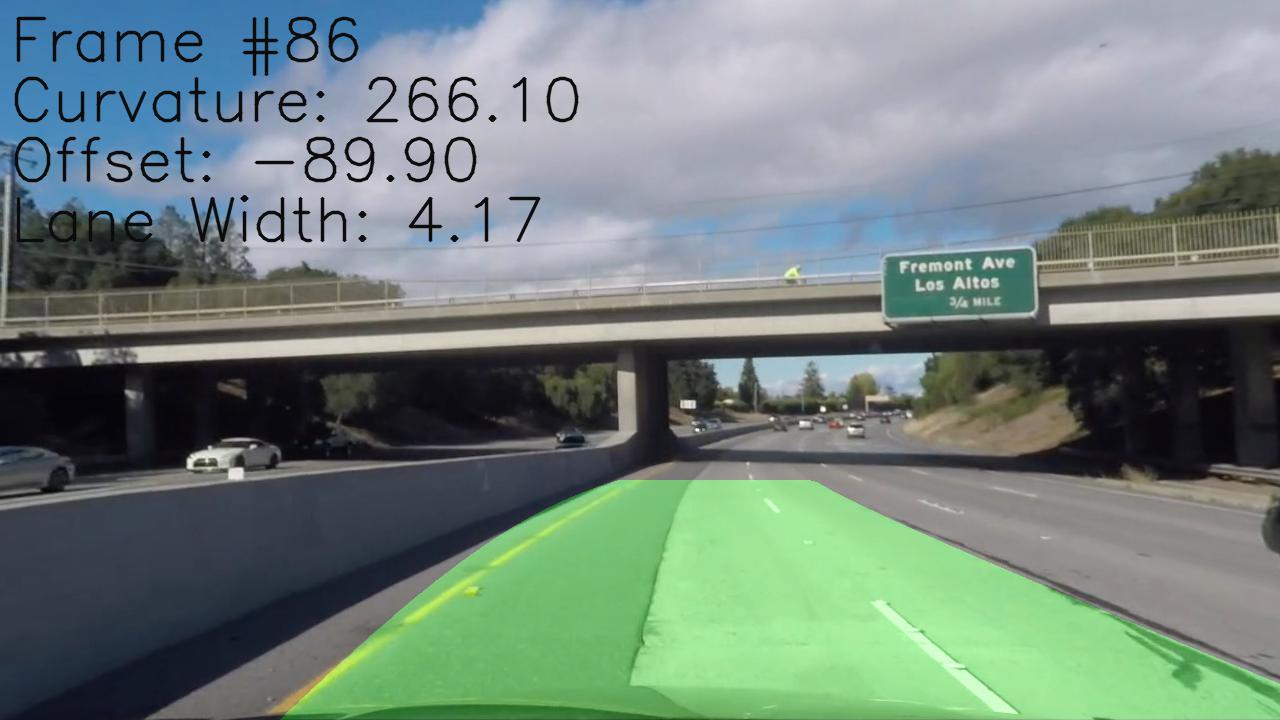 Frame #86
Curvature: 266.10
Offset: -89.90
Lane Width: 4.17
Fremont Ave
Los Altos
3/4 MILE